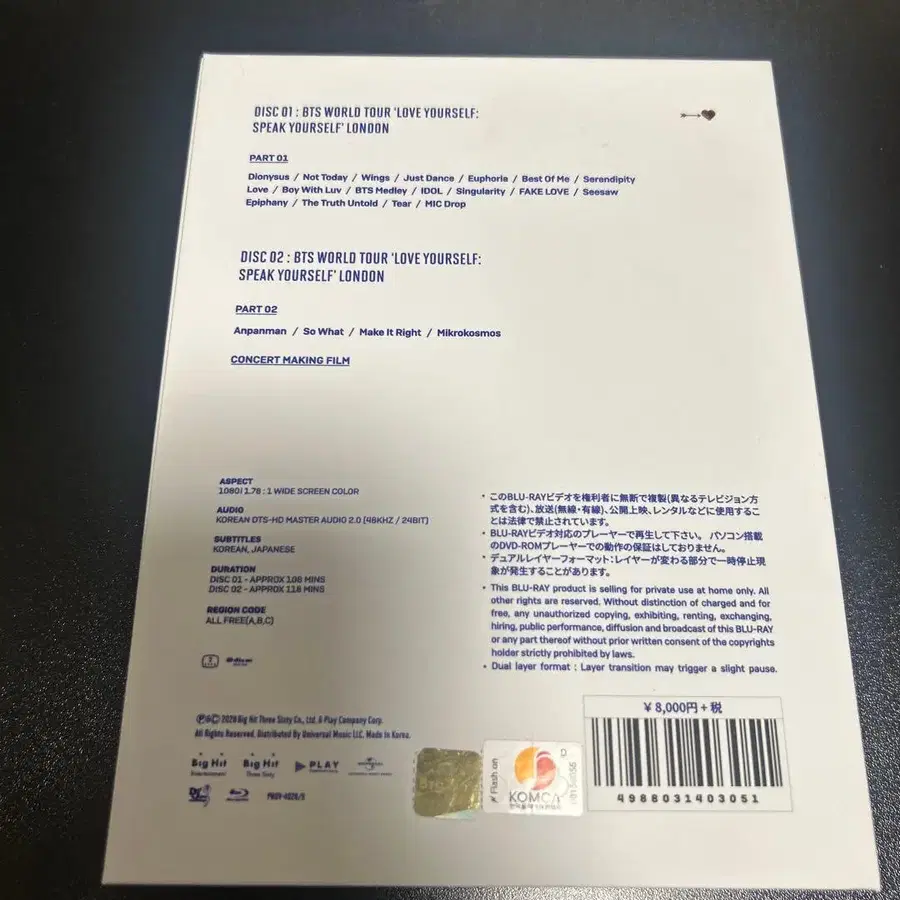 DISC 01 : BTS WORLD TOUR 'LOVE YOURSELF:
SPEAK YOURSELF' LONDON
PART 01
Dionysus / Not Today / Wings / Just Dance / Euphoria / Best Of Me / Serendipity
Love / Boy With Luv / BTS Medley / IDOL / Singularity / FAKE LOVE / Seesaw
Epiphany / The Truth Untold / Tear / MIC Drop
DISC 02 : BTS WORLD TOUR 'LOVE YOURSELF:
SPEAK YOURSELF' LONDON
PART 02
Anpanman / So What / Make It Right / Mikrokosmos
CONCERT MAKING FILM
ASPECT
1080i 1.78 : 1 WIDE SCREEN COLOR
AUDIO
KOREAN DTS-HD MASTER AUDIO 2.0 [48KHZ / 24BIT]
SUBTITLES
KOREAN, JAPANESE
DURATION
DISC 01 - APPROX 106 MINS
DISC 02 - APPROX 118 MINS
REGION CODE
ALL FREE(A,B,C)
• このBLU-RAYビデオを権利者に無断で複製(異なるテレビジョン方
式を含む)、放送(無線・有線)、公開上映、レンタルなどに使用するこ
とは法律で禁止されています。
• BLU-RAYビデオ対応のプレーヤーで再生して下さい。 パソコン搭載
のDVD-ROMプレーヤーでの動作の保証はしておりません。
• デュアルレイヤーフォーマット:レイヤーが変わる部分で一時停止現
象が発生することがあります。
• This BLU-RAY product is selling for private use at home only. All
other rights are reserved. Without distinction of charged and for
free, any unauthorized copying, exhibiting, renting, exchanging,
hiring, public performance, diffusion and broadcast of this BLU-RAY
or any part thereof without prior written consent of the copyrights
holder strictly prohibited by laws.
• Dual layer format : Layer transition may trigger a slight pause.
℗©2020 Big Hit Three Sixty Co., Ltd. & Play Company Corp.
All Rights Reserved. Distributed By Universal Music LLC. Made in Korea.
Big Hit Entertainment
Big Hit Three Sixty
PLAY
UNIVERSAL
Blu-ray
Flash on
KOMCA
¥8,000円+税
4988031403051